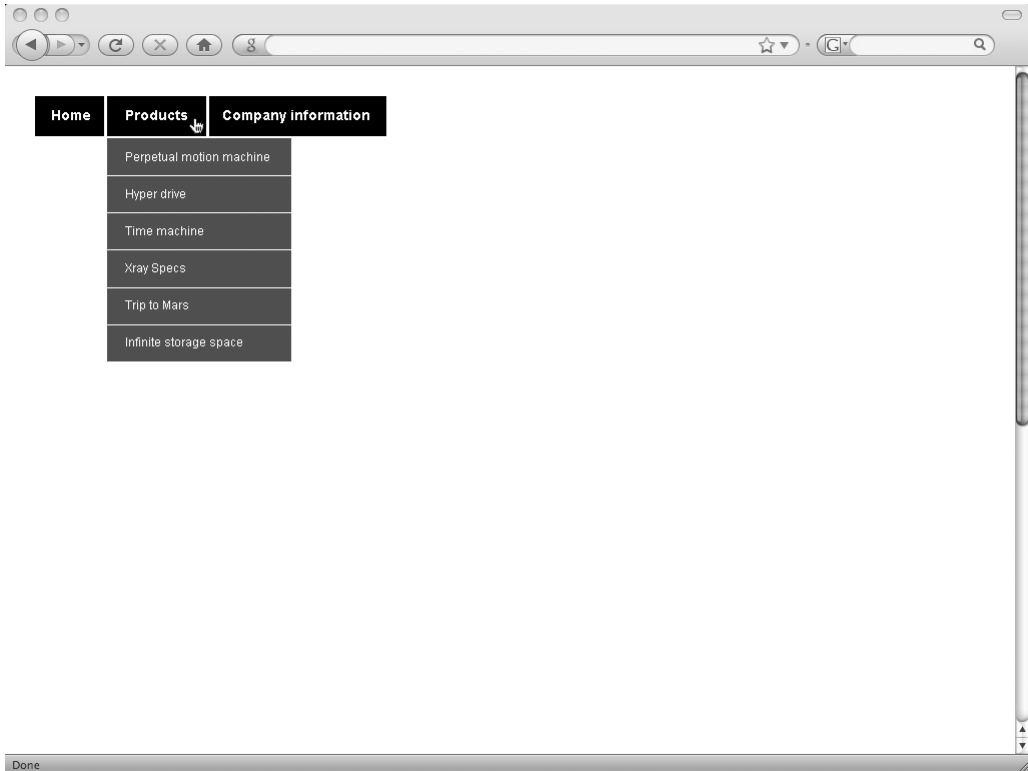 g
G
Home Products Company information
Perpetual motion machine
Hyper drive
Time machine
Xray Specs
Trip to Mars
Infinite storage space
Done